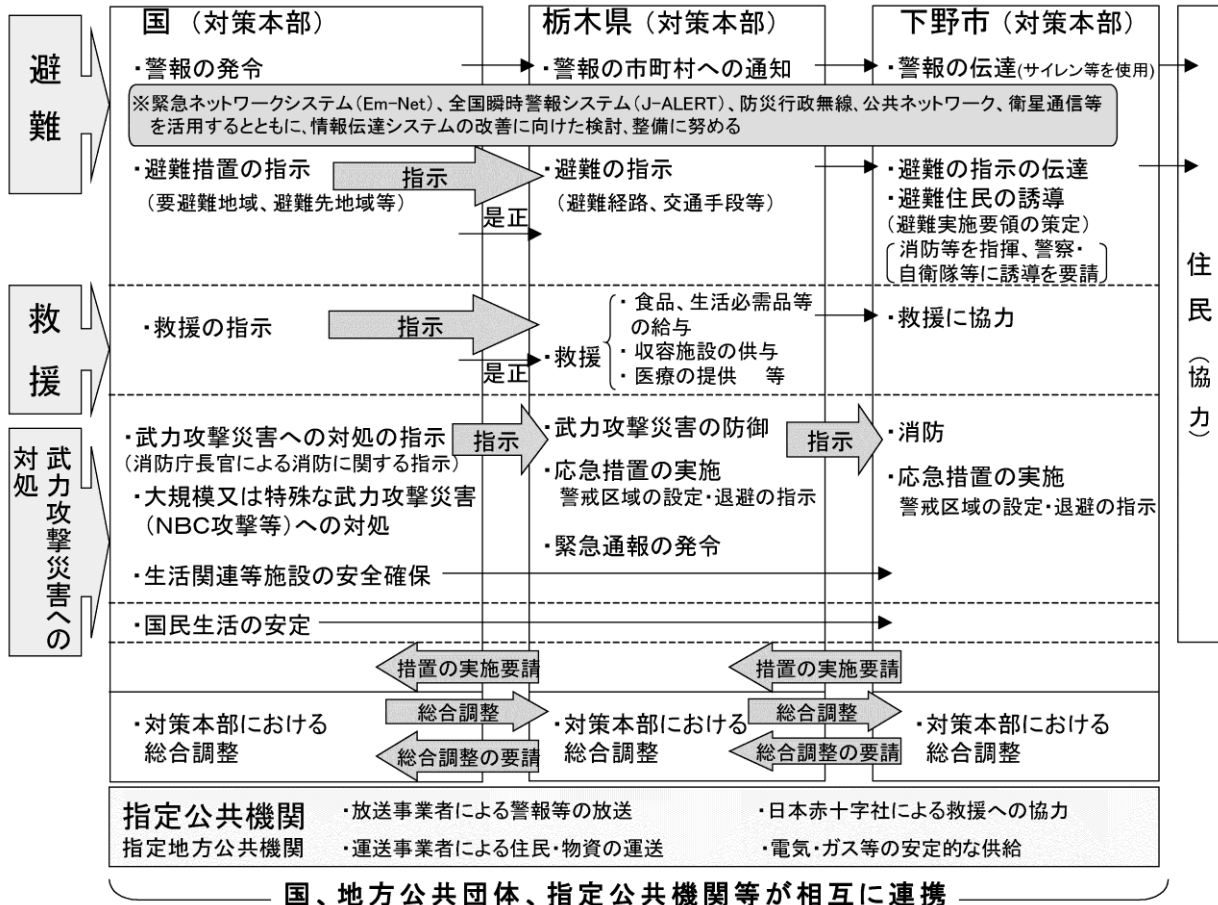 国（対策本部）
栃木県（対策本部）
下野市（対策本部）
避難
・警報の発令
・警報の市町村への通知
・警報の伝達(サイレン等を使用)
※緊急ネットワークシステム(Em-Net)、全国瞬時警報システム(J-ALERT)、防災行政無線、公共ネットワーク、衛星通信等
を活用するとともに、情報伝達システムの改善に向けた検討、整備に努める
・避難措置の指示
(要避難地域、避難先地域等)
指示
是正
・避難の指示
(避難経路、交通手段等)
・避難の指示の伝達
・避難住民の誘導
(避難実施要領の策定)
消防等を指揮、警察・
自衛隊等に誘導を要請
救援
・救援の指示
指示
是正
・救援
・食品、生活必需品等
の給与
・収容施設の供与
・医療の提供　等
・救援に協力
武力攻撃災害への
対処
・武力攻撃災害への対処の指示
(消防庁長官による消防に関する指示)
指示
・武力攻撃災害の防御
指示
・消防
・大規模又は特殊な武力攻撃災害
(NBC攻撃等)への対処
・応急措置の実施
警戒区域の設定・退避の指示
・応急措置の実施
警戒区域の設定・退避の指示
・緊急通報の発令
・生活関連等施設の安全確保
・国民生活の安定
措置の実施要請
措置の実施要請
・対策本部における
総合調整
総合調整
総合調整の要請
・対策本部における
総合調整
総合調整
総合調整の要請
・対策本部における
総合調整
住民（協力）
指定公共機関
指定地方公共機関
・放送事業者による警報等の放送
・日本赤十字社による救援への協力
・運送事業者による住民・物資の運送
・電気・ガス等の安定的な供給
国、地方公共団体、指定公共機関等が相互に連携